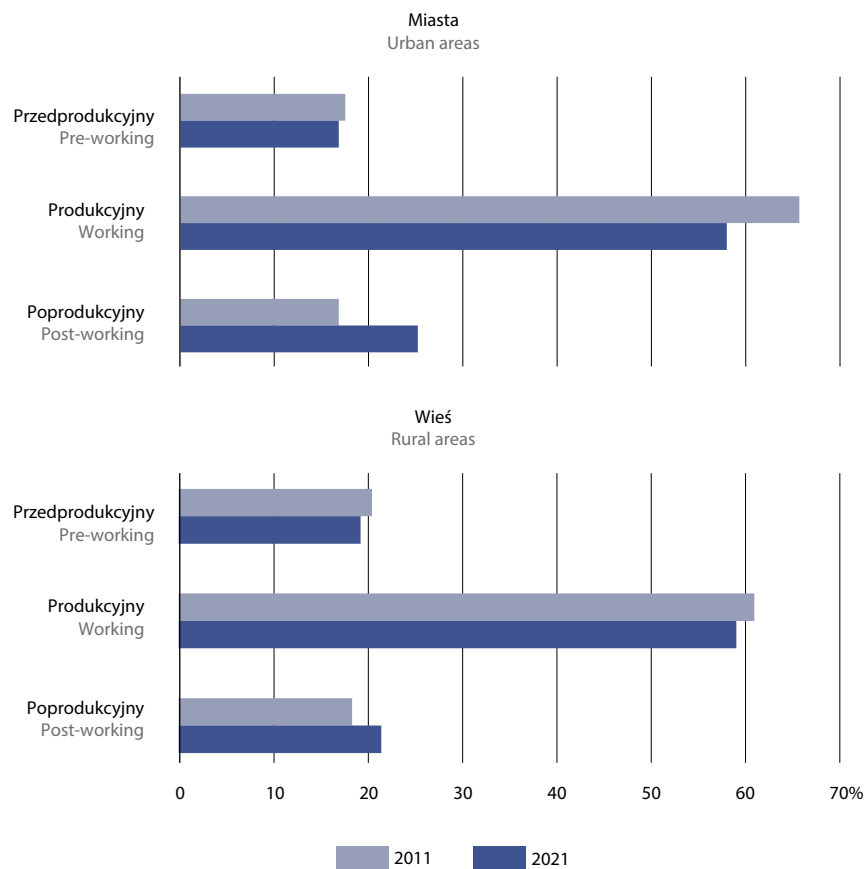 Miasta
Urban areas
Przedprodukcyjny
Pre-working
Produkcyjny
Working
Poprodukcyjny
Post-working
Wieś
Rural areas
Przedprodukcyjny
Pre-working
Produkcyjny
Working
Poprodukcyjny
Post-working
0 10 20 30 40 50 60 70%
2011 2021